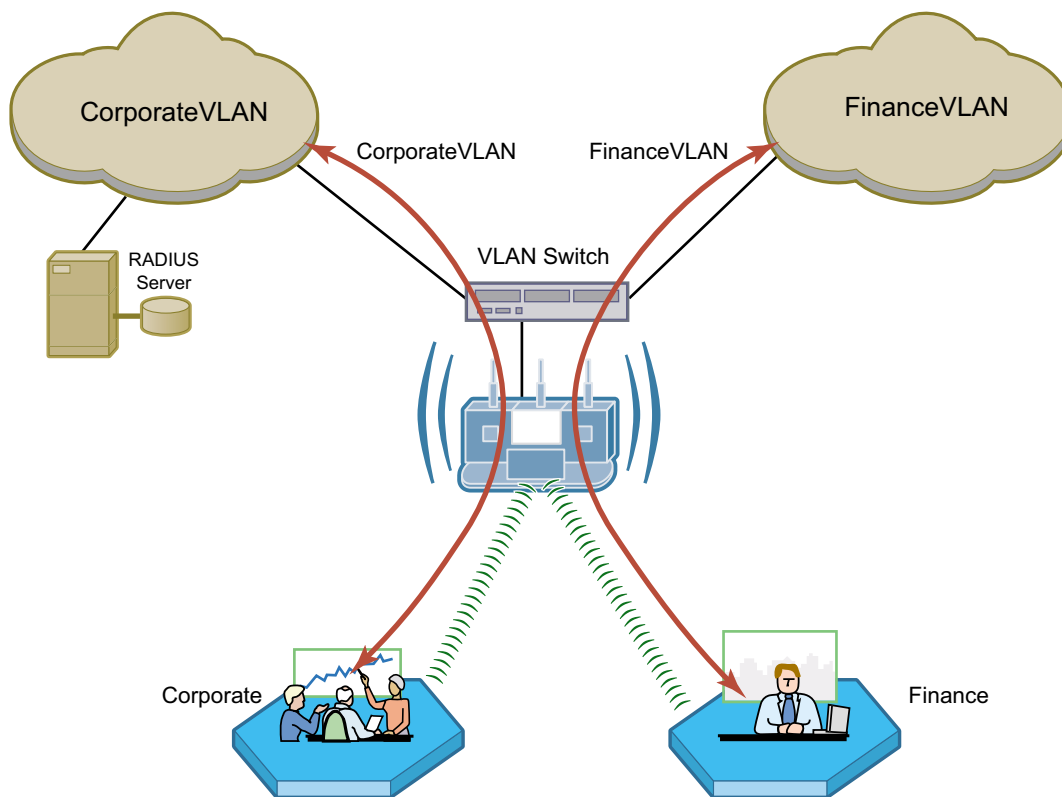 CorporateVLAN
FinanceVLAN
CorporateVLAN
FinanceVLAN
RADIUS
Server
VLAN Switch
Corporate
Finance